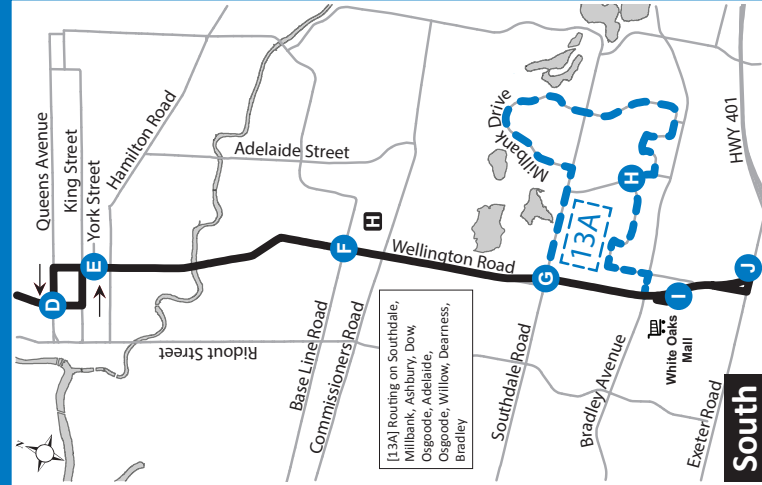 N
Queens Avenue
King Street
York Street
Hamilton Road
D
E
Adelaide Street
Ridout Street
F
H
Base Line Road
Commissioners Road
Wellington Road
Millbank Drive
[13A] Routing on Southdale,
Millbank, Ashbury, Dow,
Osgoode, Adelaide,
Osgoode, Willow, Dearness,
Bradley
G
13A
H
Southdale Road
Bradley Avenue
I
White Oaks
Mall
HWY 401
J
Exeter Road
South